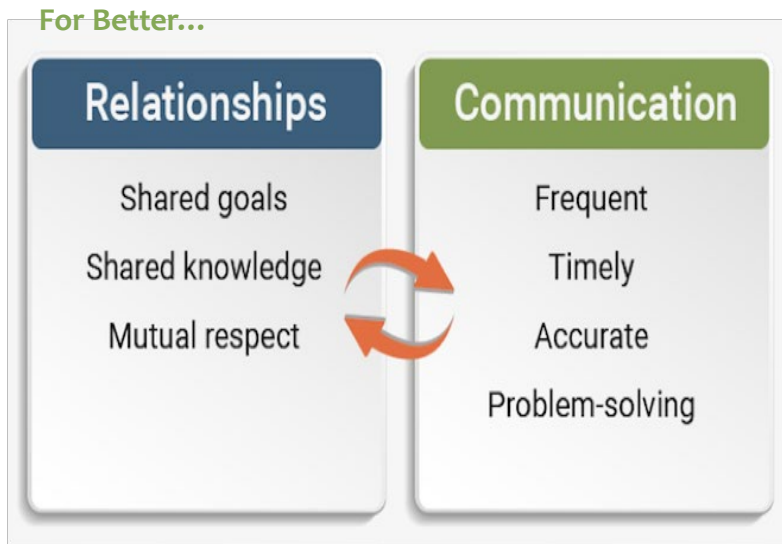 For Better...
Relationships
Shared goals
Shared knowledge
Mutual respect
Communication
Frequent
Timely
Accurate
Problem-solving